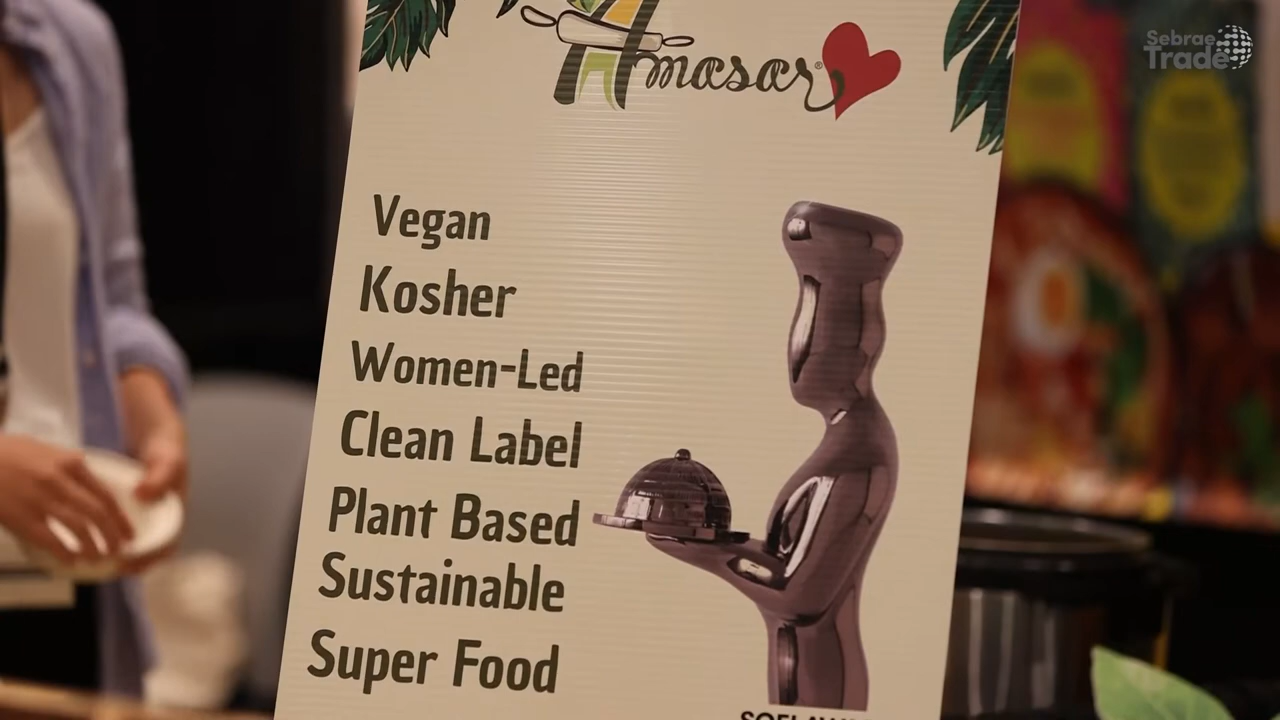 Amasar®
Sebrae
Trade
Vegan
Kosher
Women-Led
Clean Label
Plant Based
Sustainable
Super Food